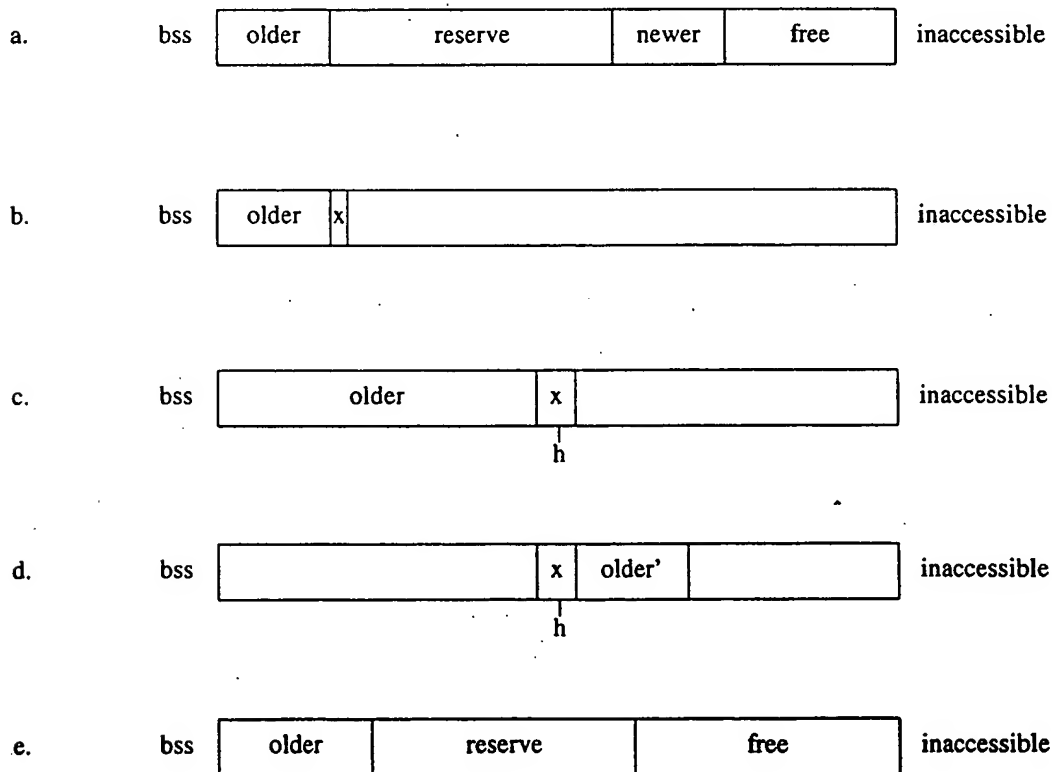 a. bss older reserve newer free inaccessible
b. bss older x inaccessible
c. bss older x inaccessible
h
d. bss x older' inaccessible
h
e. bss older reserve free inaccessible